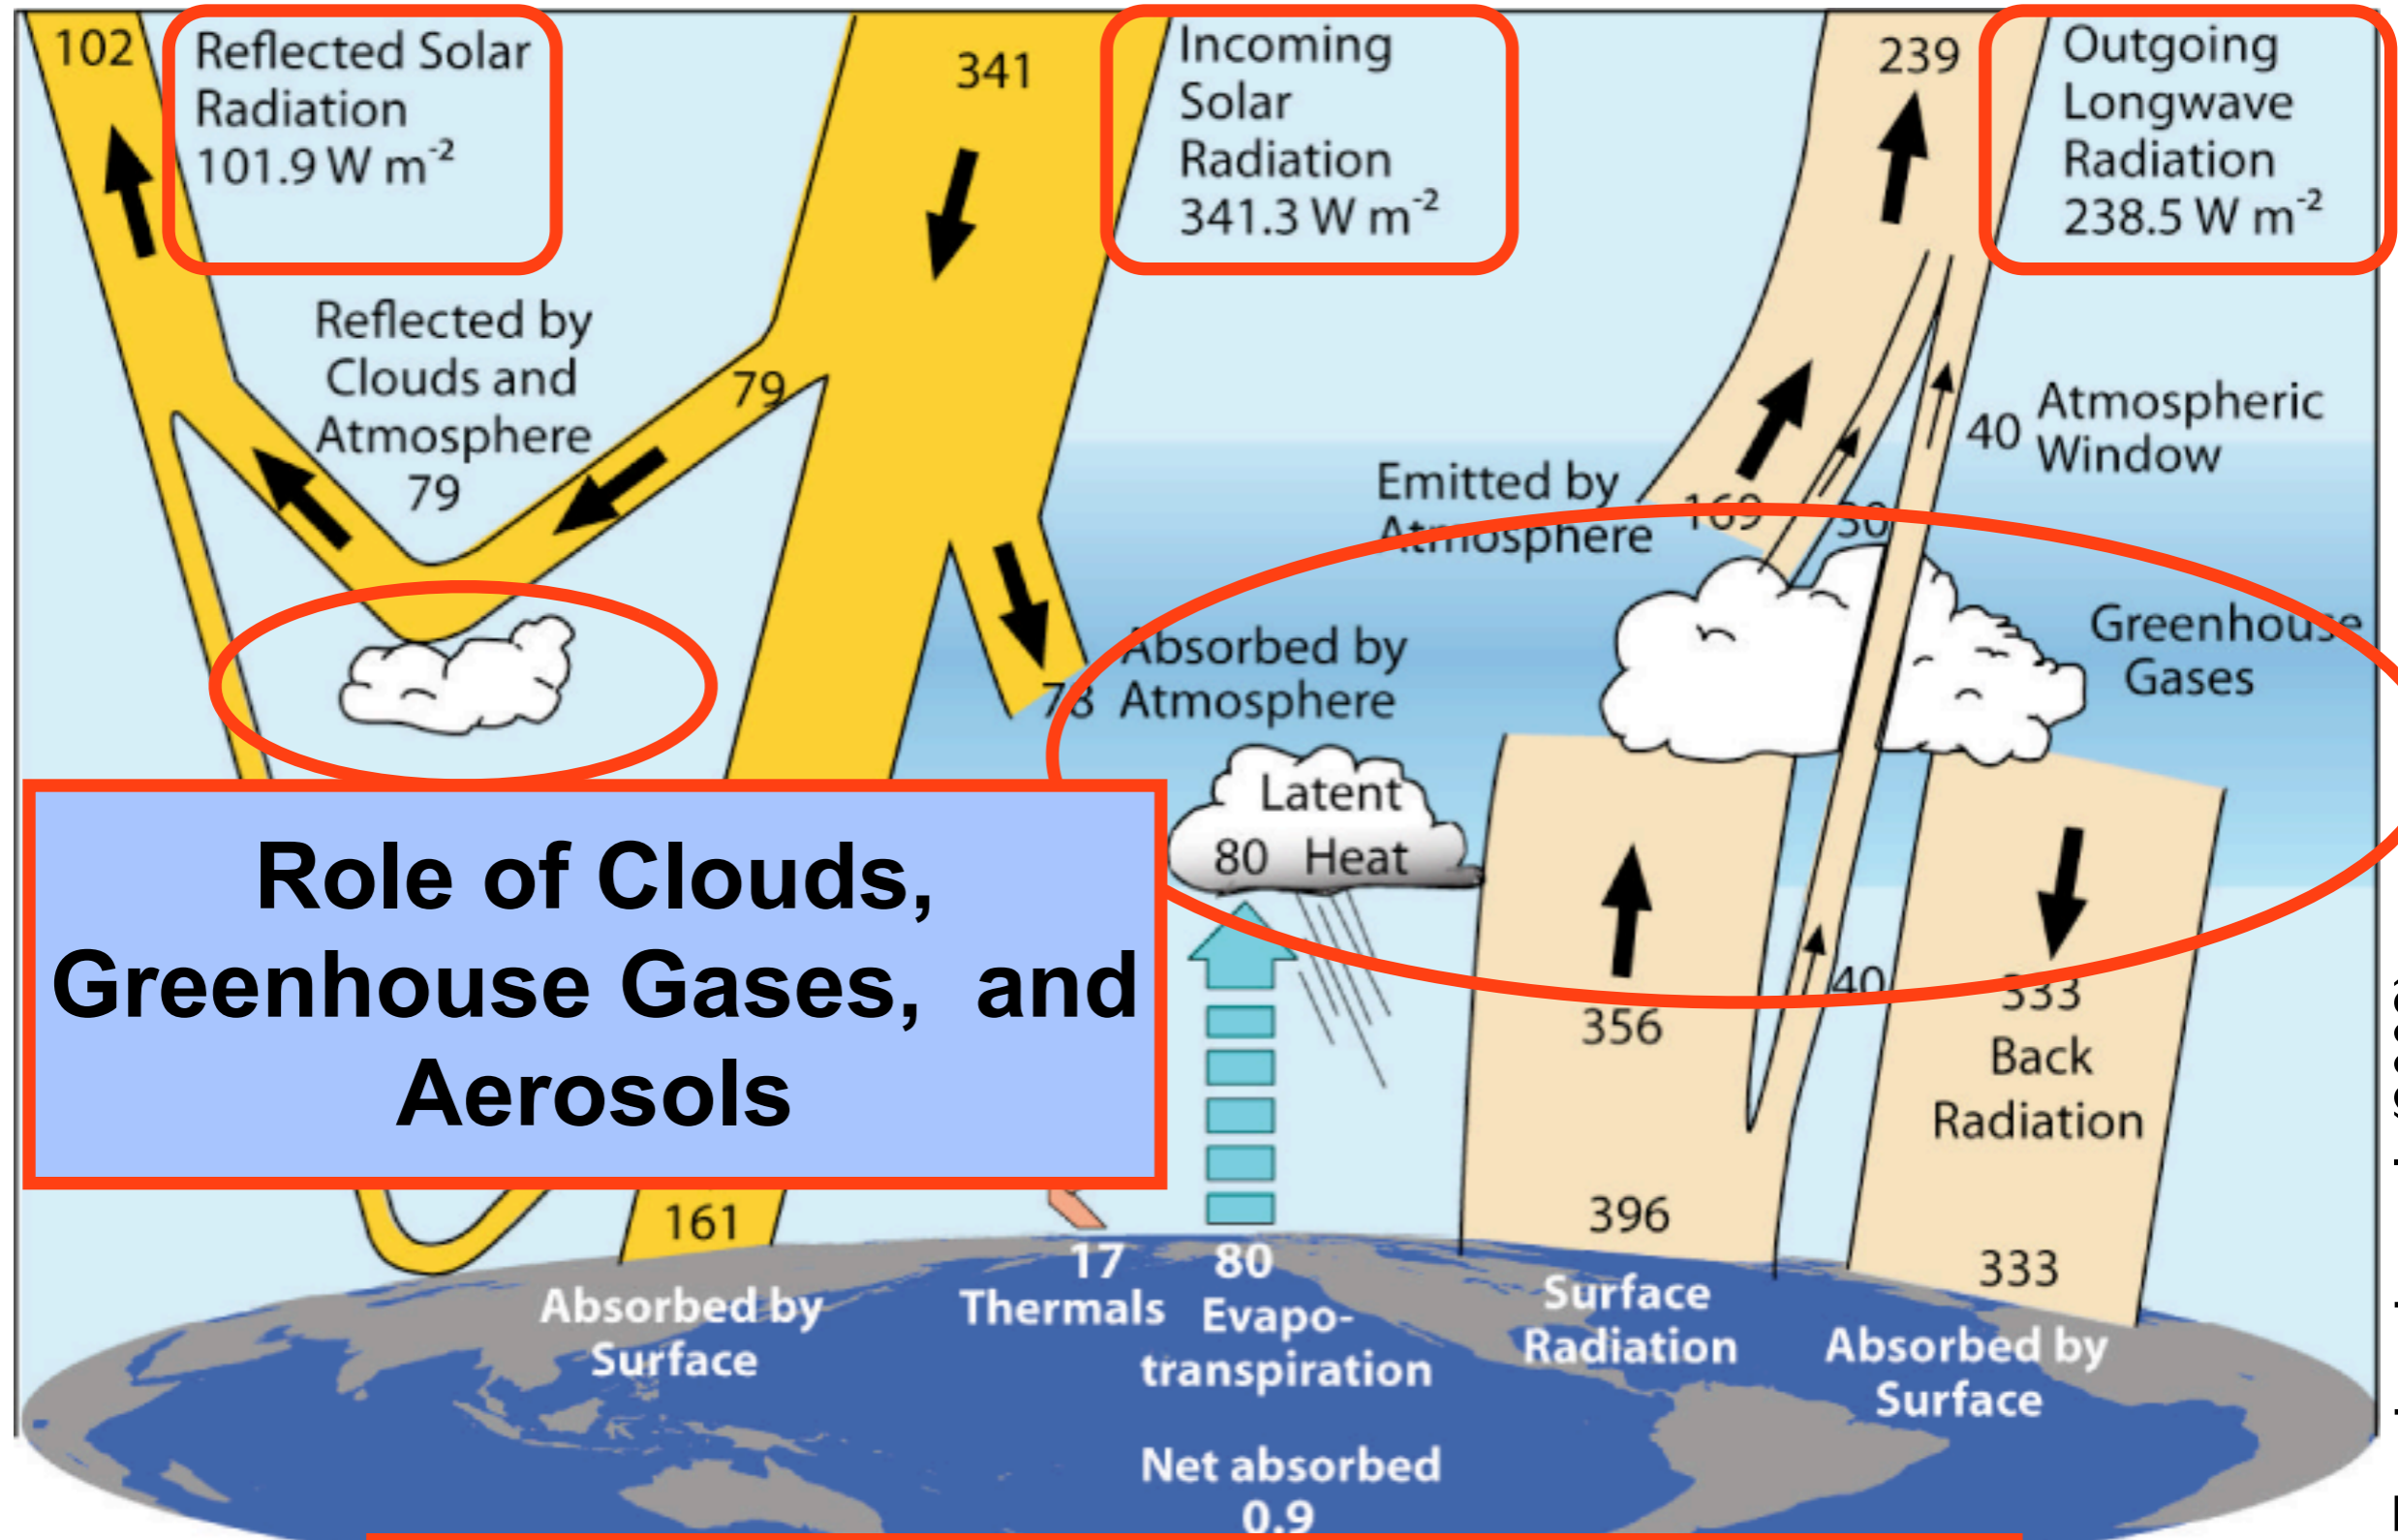 102
Reflected Solar
Radiation
101.9 W m⁻²
341
Incoming
Solar
Radiation
341.3 W m⁻²
239
Outgoing
Longwave
Radiation
238.5 W m⁻²
Reflected by
Clouds and
Atmosphere
79
79
Emitted by
Atmosphere
169
30
40
Atmospheric
Window
Absorbed by
78 Atmosphere
Greenhouse
Gases
Latent
80 Heat
Role of Clouds,
Greenhouse Gases, and
Aerosols
356
40
333
Back
Radiation
161
396
333
Absorbed by
Surface
17
Thermals
80
Evapo-
transpiration
Surface
Radiation
Absorbed by
Surface
Net absorbed
0.9